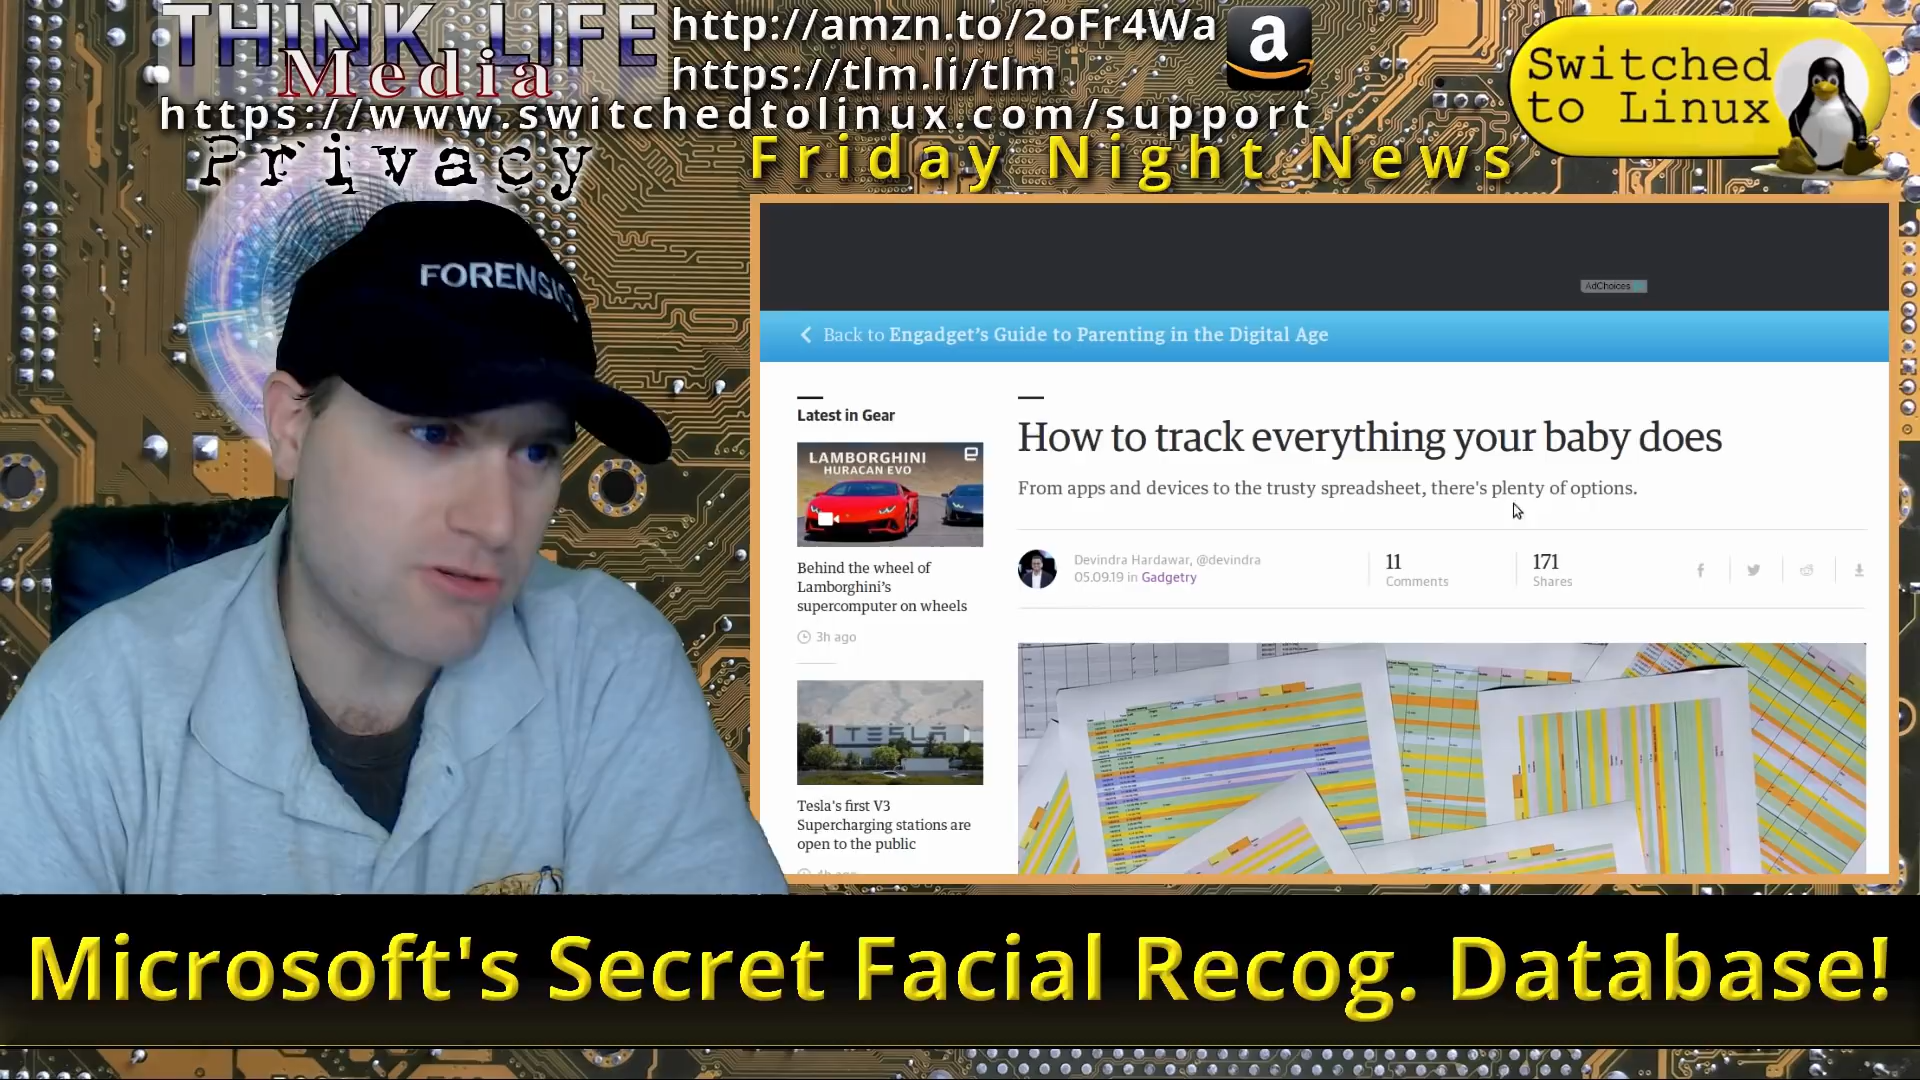 THINK LIFE
Media
http://amzn.to/2oFr4Wa
https://tlm.li/tlm
https://www.switchedtolinux.com/support
Switched
to Linux
Privacy
Friday Night News
FORENSIC
AdChoices
Back to Engadget's Guide to Parenting in the Digital Age
Latest in Gear
LAMBORGHINI
HURACAN EVO
Behind the wheel of
Lamborghini's
supercomputer on wheels
3h ago
TESLA
Tesla's first V3
Supercharging stations are
open to the public
4h ago
How to track everything your baby does
From apps and devices to the trusty spreadsheet, there's plenty of options.
Devindra Hardawar, @devindra
05.09.19 in Gadgetry
11
Comments
171
Shares
Microsoft's Secret Facial Recog. Database!